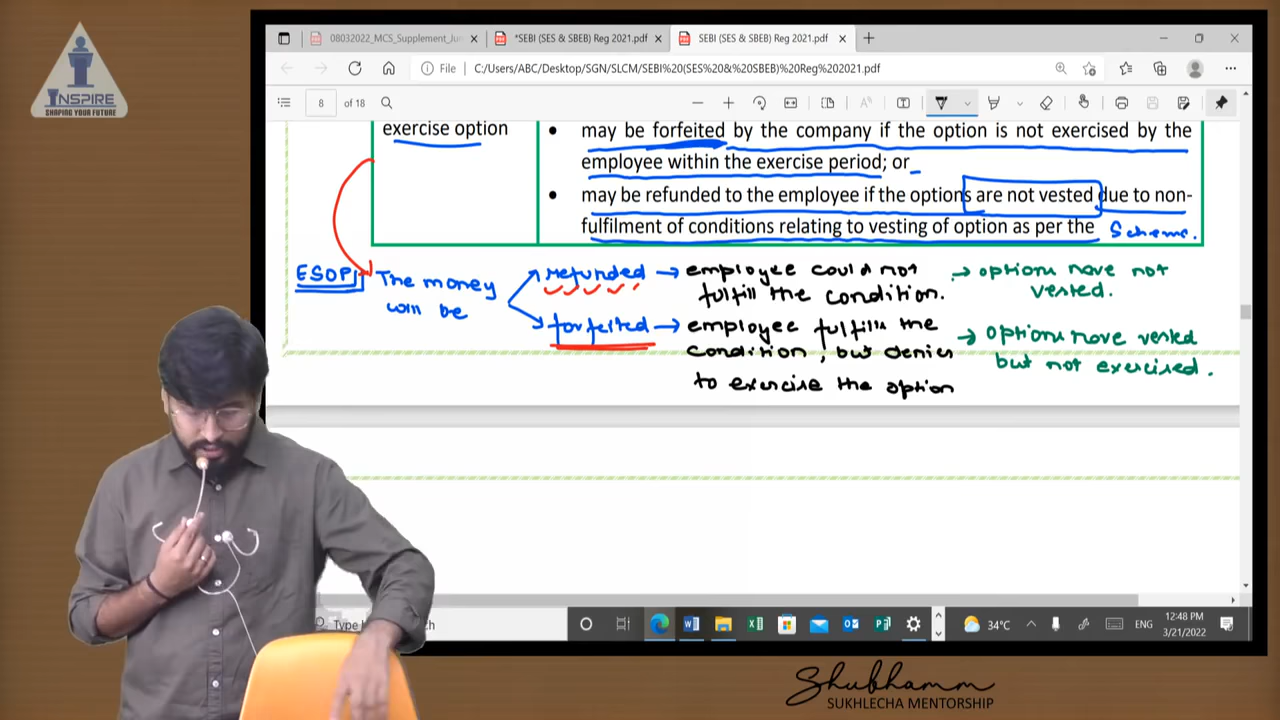 INSPIRE
SHAPING YOUR FUTURE
08032022_MCS_Supplement_Jun
*SEBI (SES & SBEB) Reg 2021.pdf
SEBI (SES & SBEB) Reg 2021.pdf
File
C:/Users/ABC/Desktop/SGN/SLCM/SEBI%20(SES%20&%20SBEB)%20Reg%202021.pdf
8 of 18
exercise option
• may be forfeited by the company if the option is not exercised by the
employee within the exercise period; or
• may be refunded to the employee if the options are not vested due to non-
fulfilment of conditions relating to vesting of option as per the Scheme.
ESOP
The money
will be
refunded → employee could not
fulfill the condition.
→ options have not
vested.
forfeited → employee fulfills the
condition, but denies
to exercise the option
→ options have vested
but not exercised.
Type
ch
34°C
ENG
12:48 PM
3/21/2022
Shubhamm
SUKHLECHA MENTORSHIP